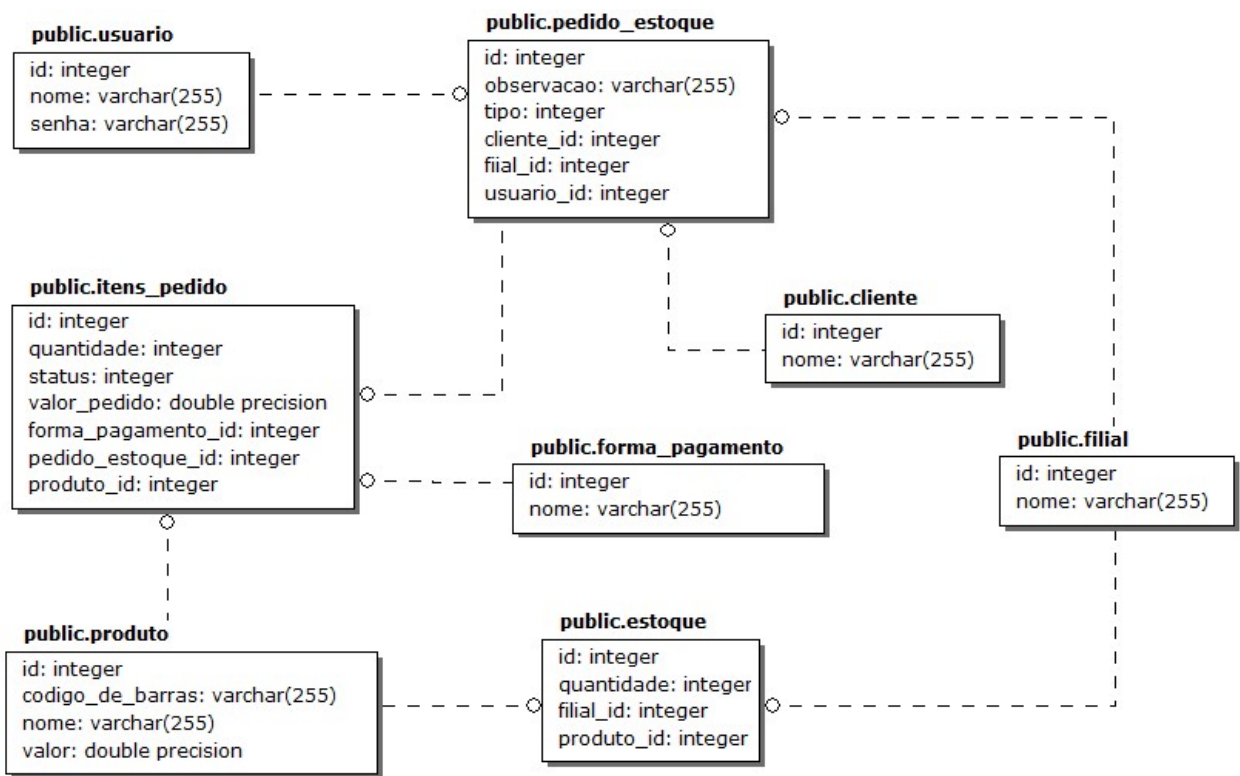 public.usuario
id: integer
nome: varchar(255)
senha: varchar(255)
public.pedido_estoque
id: integer
observacao: varchar(255)
tipo: integer
cliente_id: integer
fiial_id: integer
usuario_id: integer
public.itens_pedido
id: integer
quantidade: integer
status: integer
valor_pedido: double precision
forma_pagamento_id: integer
pedido_estoque_id: integer
produto_id: integer
public.cliente
id: integer
nome: varchar(255)
public.forma_pagamento
id: integer
nome: varchar(255)
public.filial
id: integer
nome: varchar(255)
public.produto
id: integer
codigo_de_barras: varchar(255)
nome: varchar(255)
valor: double precision
public.estoque
id: integer
quantidade: integer
filial_id: integer
produto_id: integer